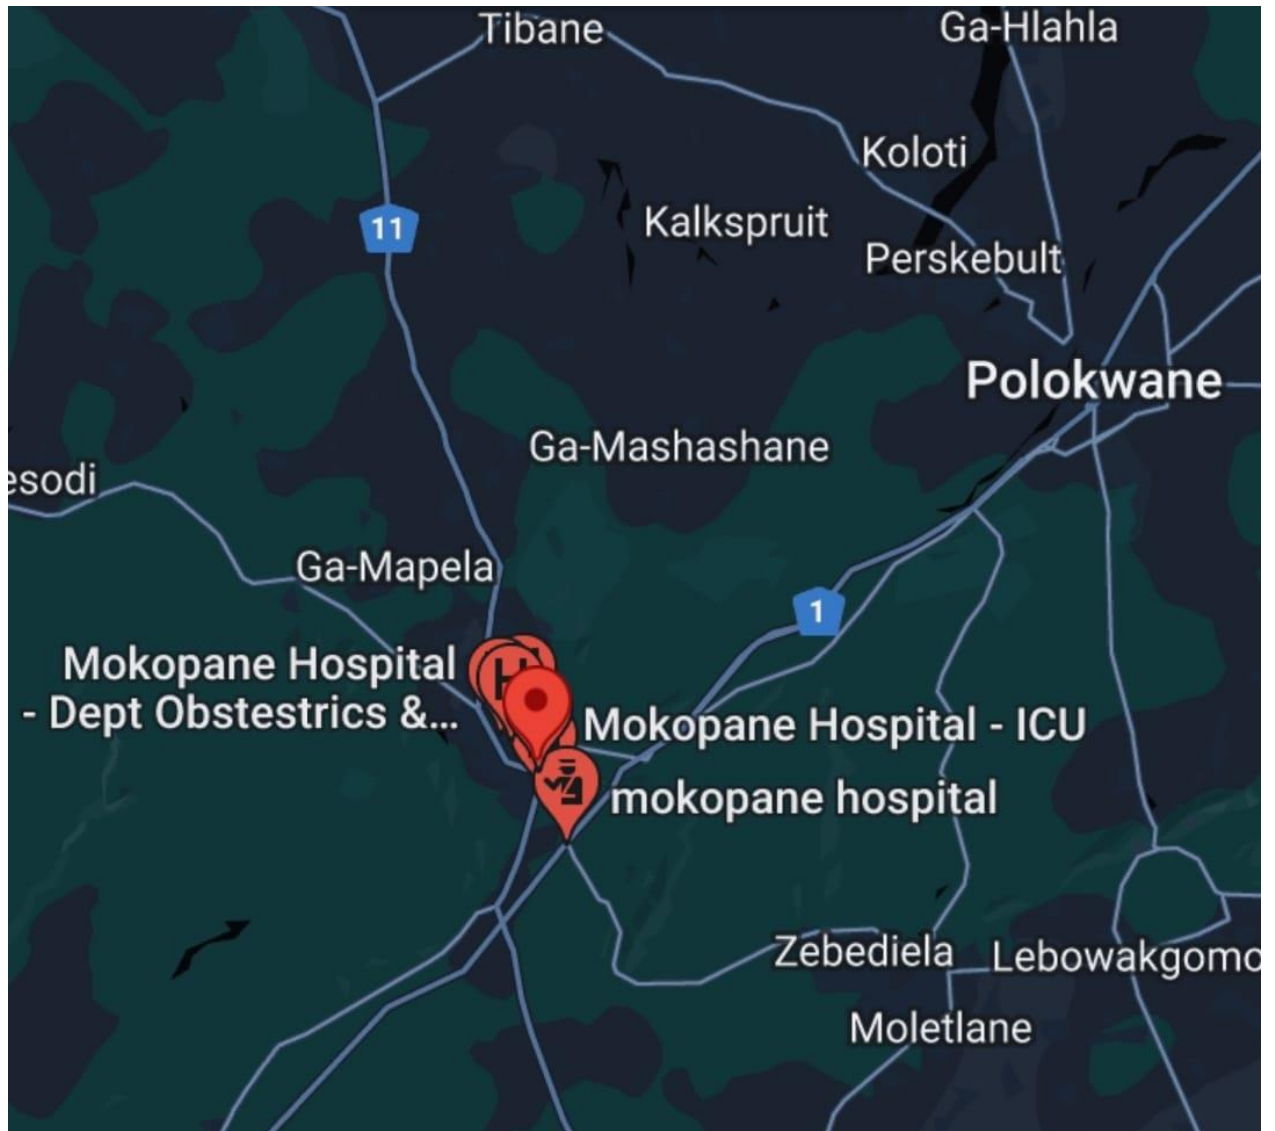 Tibane
Ga-Hlahla
Koloti
11
Kalkspruit
Perskebult
Polokwane
Ga-Mashashane
esodi
Ga-Mapela
1
Mokopane Hospital
- Dept Obstestrics &...
H
Mokopane Hospital - ICU
mokopane hospital
Zebediela
Lebowakgomo
Moletlane